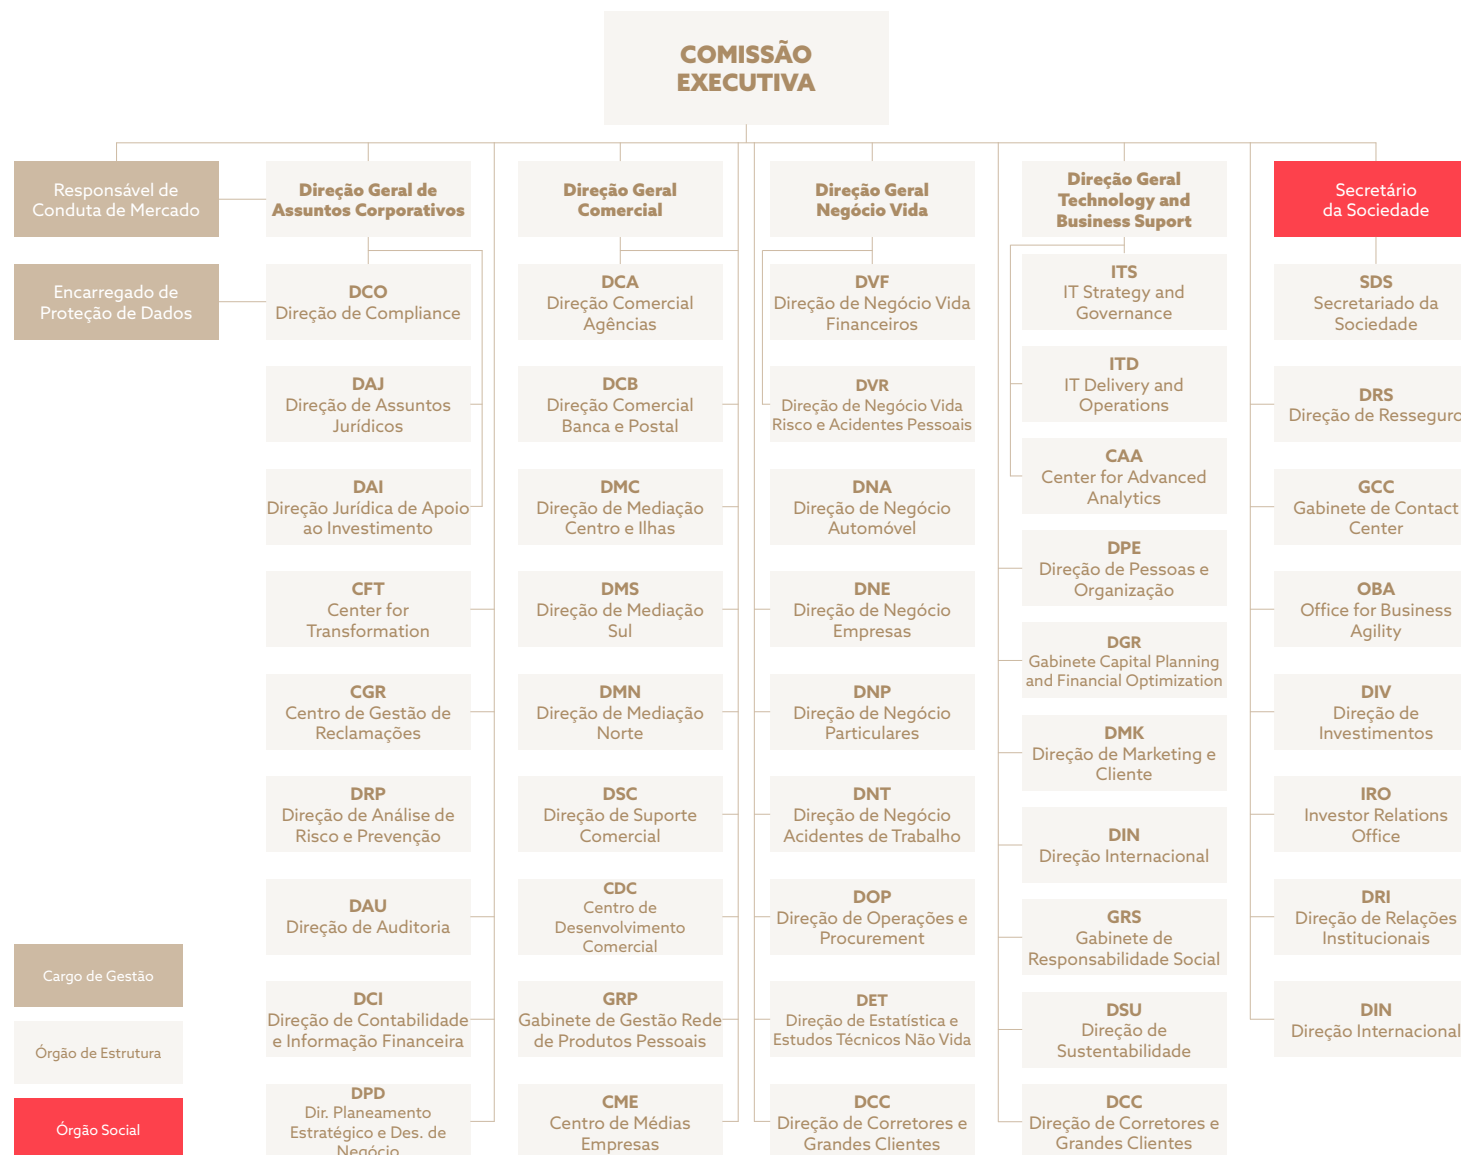 COMISSÃO
EXECUTIVA
Responsável de
Conduta de Mercado
Encarregado de
Proteção de Dados
Direção Geral de
Assuntos Corporativos
DCO
Direção de Compliance
DAJ
Direção de Assuntos
Jurídicos
DAI
Direção Jurídica de Apoio
ao Investimento
CFT
Center for
Transformation
CGR
Centro de Gestão de
Reclamações
DRP
Direção de Análise de
Risco e Prevenção
DAU
Direção de Auditoria
DCI
Direção de Contabilidade
e Informação Financeira
DPD
Dir. Planeamento
Estratégico e Des. de
Negócio
Direção Geral
Comercial
DCA
Direção Comercial
Agências
DCB
Direção Comercial
Banca e Postal
DMC
Direção de Mediação
Centro e Ilhas
DMS
Direção de Mediação
Sul
DMN
Direção de Mediação
Norte
DSC
Direção de Suporte
Comercial
CDC
Centro de
Desenvolvimento
Comercial
GRP
Gabinete de Gestão Rede
de Produtos Pessoais
CME
Centro de Médias
Empresas
Direção Geral
Negócio Vida
DVF
Direção de Negócio Vida
Financeiros
DVR
Direção de Negócio Vida
Risco e Acidentes Pessoais
DNA
Direção de Negócio
Automóvel
DNE
Direção de Negócio
Empresas
DNP
Direção de Negócio
Particulares
DNT
Direção de Negócio
Acidentes de Trabalho
DOP
Direção de Operações e
Procurement
DET
Direção de Estatística e
Estudos Técnicos Não Vida
DCC
Direção de Corretores e
Grandes Clientes
Direção Geral
Technology and
Business Suport
ITS
IT Strategy and
Governance
ITD
IT Delivery and
Operations
CAA
Center for Advanced
Analytics
DPE
Direção de Pessoas e
Organização
DGR
Gabinete Capital Planning
and Financial Optimization
DMK
Direção de Marketing e
Cliente
DIN
Direção Internacional
GRS
Gabinete de
Responsabilidade Social
DSU
Direção de
Sustentabilidade
DCC
Direção de Corretores e
Grandes Clientes
Secretário
da Sociedade
SDS
Secretariado da
Sociedade
DRS
Direção de Resseguro
GCC
Gabinete de Contact
Center
OBA
Office for Business
Agility
DIV
Direção de
Investimentos
IRO
Investor Relations
Office
DRI
Direção de Relações
Institucionais
DIN
Direção Internacional
Cargo de Gestão
Órgão de Estrutura
Órgão Social